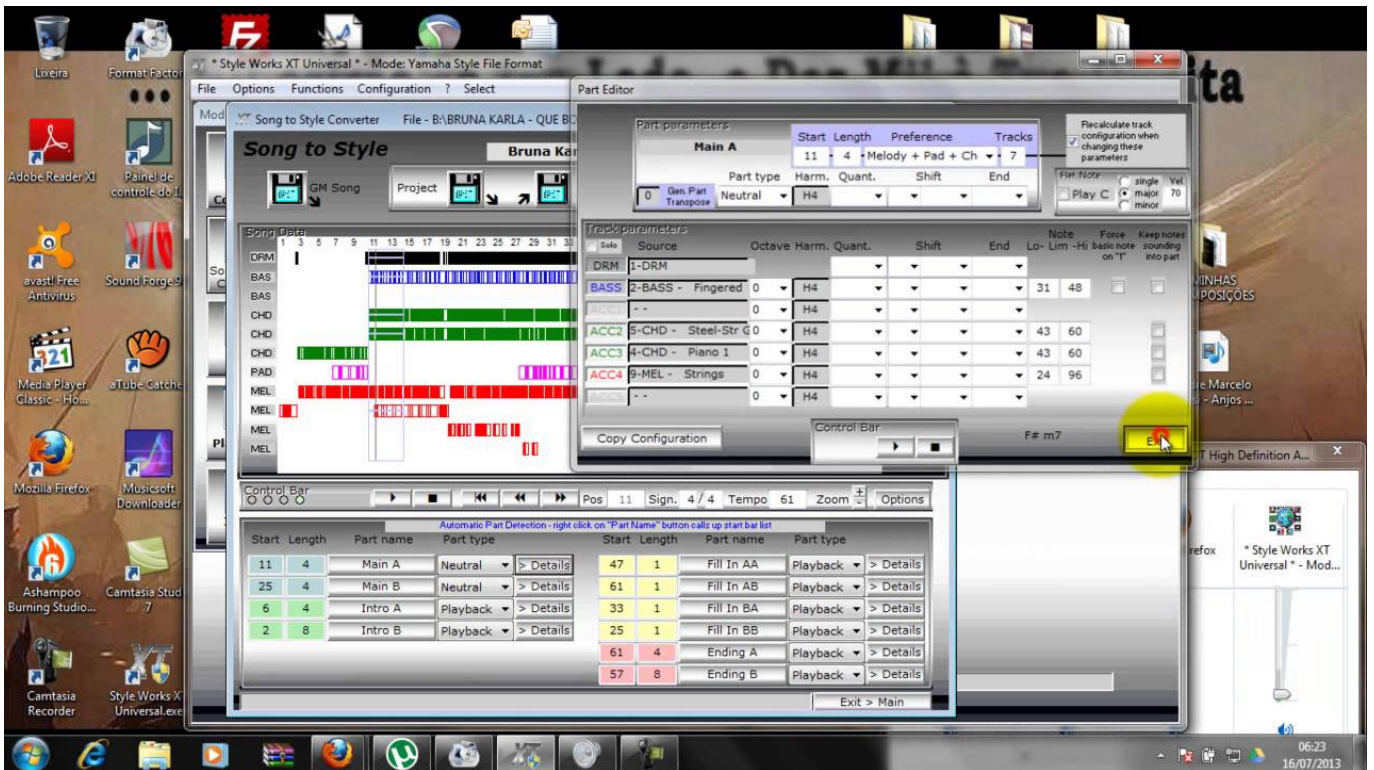 Lixeira
Format Factor
Adobe Reader XI
Painel de
controle do I.
avast! Free
Antivirus
Sound Forge 9
Media Player
Classic - Ho...
aTube Catche
Mozilla Firefox
Musicsoft
Downloader
Ashampoo
Burning Studio...
Camtasia Stud
7
Camtasia
Recorder
Style Works X
Universal.exe
* Style Works XT Universal * - Mode: Yamaha Style File Format
File Options Functions Configuration ? Select
Mod
Song to Style Converter File - B:\BRUNA KARLA - QUE BO
Song to Style
Bruna Kar
GM Song
Project
Song Data
1 3 5 7 9 11 13 15 17 19 21 23 25 27 29 31 33
DRM
BAS
BAS
CHD
CHD
CHD
PAD
MEL
MEL
MEL
MEL
Control Bar
Pos 11 Sign. 4 / 4 Tempo 61 Zoom + - Options
Automatic Part Detection - right click on "Part Name" button calls up start bar list
Start Length Part name Part type Start Length Part name Part type
11 4 Main A Neutral > Details 47 1 Fill In AA Playback > Details
25 4 Main B Neutral > Details 61 1 Fill In AB Playback > Details
6 4 Intro A Playback > Details 33 1 Fill In BA Playback > Details
2 8 Intro B Playback > Details 25 1 Fill In BB Playback > Details
61 4 Ending A Playback > Details
57 8 Ending B Playback > Details
Exit > Main
Part Editor
Part parameters
Main A
Start Length Preference Tracks
11 4 Melody + Pad + Ch 7
Recalculate track
configuration when
changing these
parameters
Part type Harm. Quant. Shift End
0 Gen. Part
Transpose Neutral H4
Ref. Note
Play C
single
major
minor
Vel.
70
Track parameters
Solo Source Octave Harm. Quant. Shift End
Note
Lo- Lim -Hi
Force
basic note
on "1"
Keep notes
sounding
into part
DRM 1-DRM
BASS 2-BASS - Fingered 0 H4 31 48
ACC1 - - 0 H4
ACC2 5-CHD - Steel-Str G 0 H4 43 60
ACC3 4-CHD - Piano 1 0 H4 43 60
ACC4 9-MEL - Strings 0 H4 24 96
ACC5 - - 0 H4
Copy Configuration
Control Bar
F# m7
ita
T High Definition A...
refox
* Style Works XT
Universal * - Mod...
06:23
16/07/2013